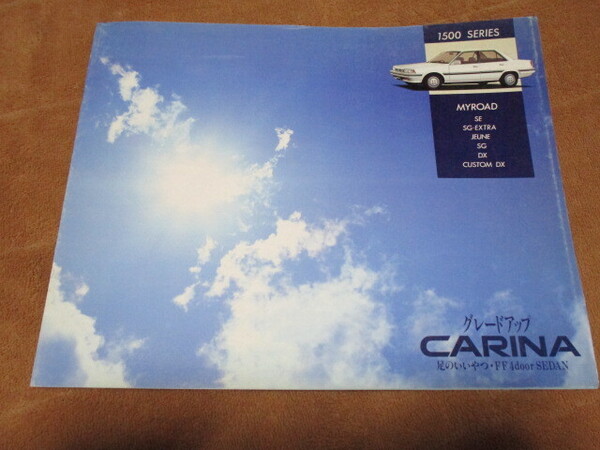 1500 SERIES
MYROAD
SE
SG-EXTRA
JEUNE
SG
DX
CUSTOM DX
グレードアップ
CARINA
足のいいやつ・FF 4door SEDAN